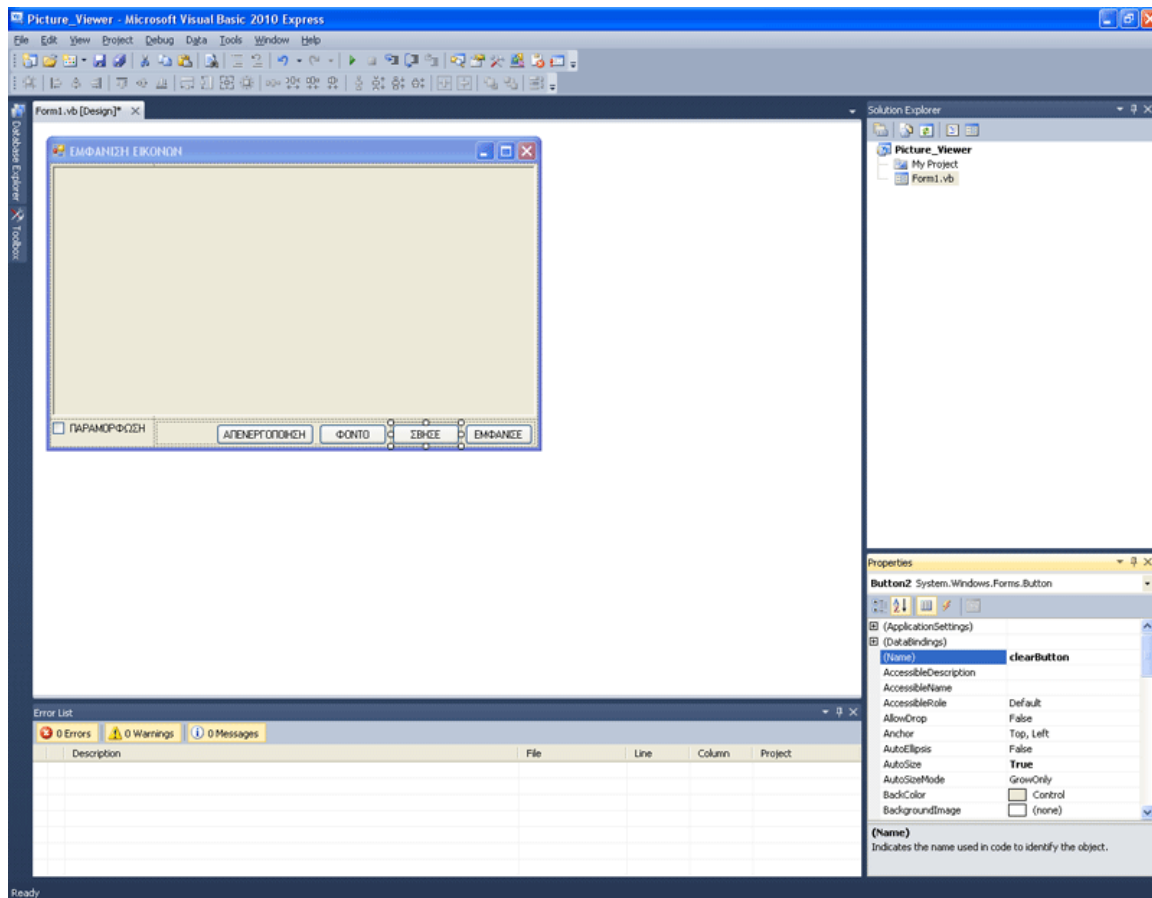 Picture_Viewer - Microsoft Visual Basic 2010 Express
File Edit View Project Debug Data Tools Window Help
Form1.vb [Design]*
Database Explorer
Toolbox
ΕΜΦΑΝΙΣΗ ΕΙΚΟΝΩΝ
ΠΑΡΑΜΟΡΦΩΣΗ
ΑΠΕΝΕΡΓΟΠΟΙΗΣΗ ΦΟΝΤΟ ΣΒΗΣΕ ΕΜΦΑΝΙΣΕ
Solution Explorer
Picture_Viewer
My Project
Form1.vb
Properties
Button2 System.Windows.Forms.Button
(ApplicationSettings)
(DataBindings)
(Name) clearButton
AccessibleDescription
AccessibleName
AccessibleRole Default
AllowDrop False
Anchor Top, Left
AutoEllipsis False
AutoSize True
AutoSizeMode GrowOnly
BackColor Control
BackgroundImage (none)
(Name)
Indicates the name used in code to identify the object.
Error List
0 Errors 0 Warnings 0 Messages
Description File Line Column Project
Ready